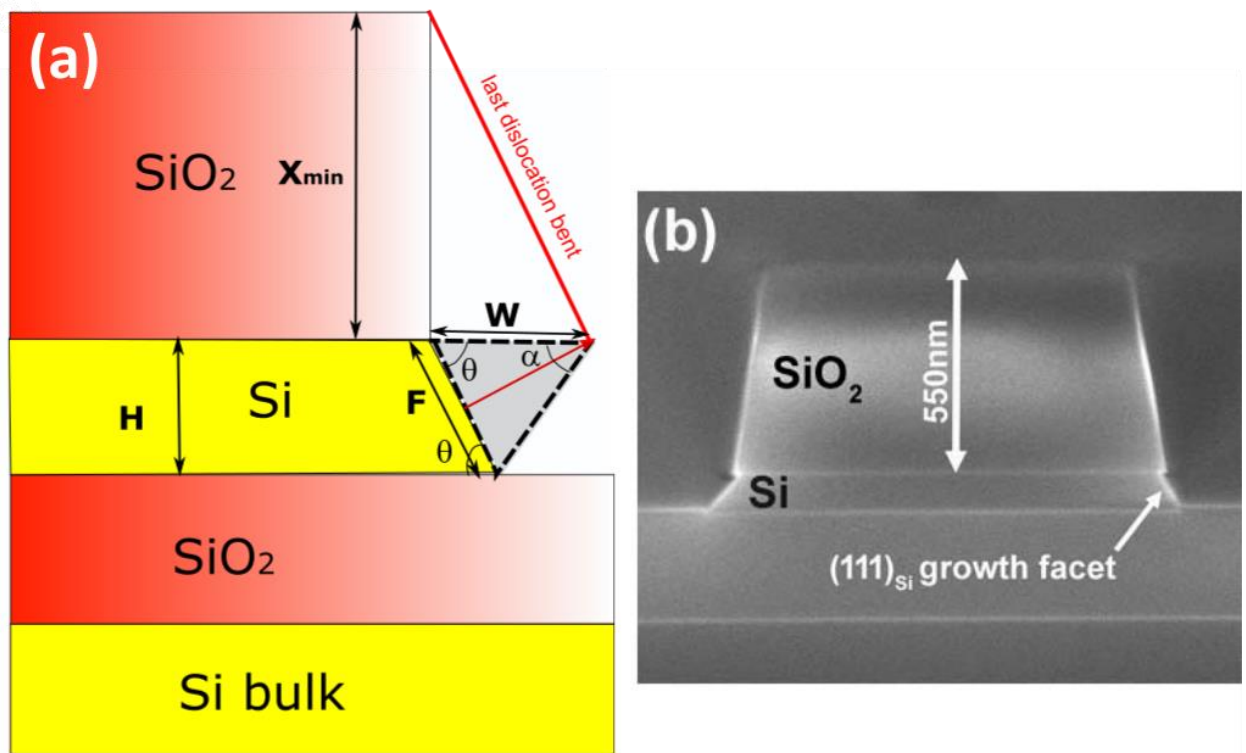 (a)
SiO2
Xmin
last dislocation bent
W
θ
α
H
Si
F
θ
SiO2
Si bulk
(b)
550nm
SiO2
Si
(111)Si growth facet